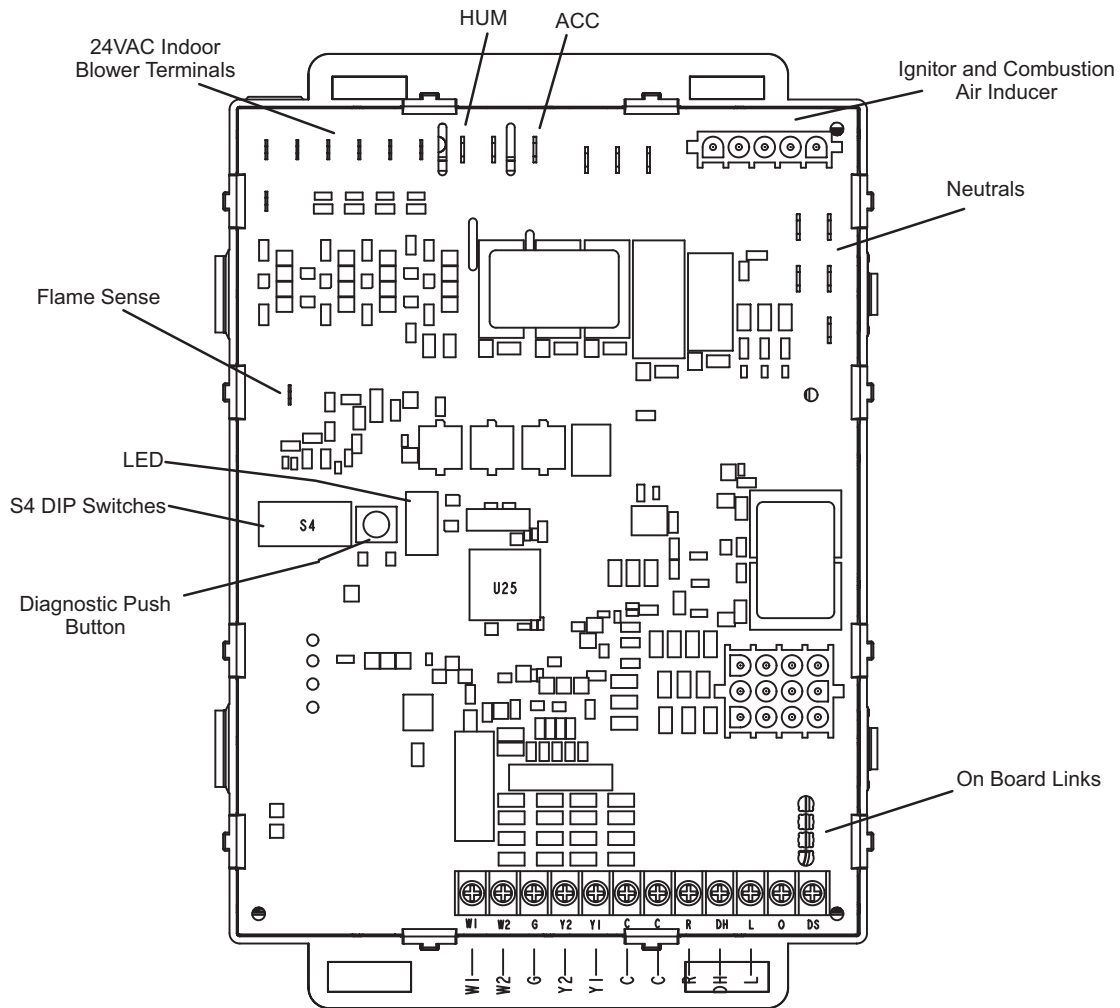 HUM
ACC
24VAC Indoor
Blower Terminals
Ignitor and Combustion
Air Inducer
Neutrals
Flame Sense
LED
S4 DIP Switches
S4
U25
Diagnostic Push
Button
On Board Links
W1 W2 G Y2 Y1 C C R DH L O DS
W1 W2 G Y2 Y1 C C R DH L